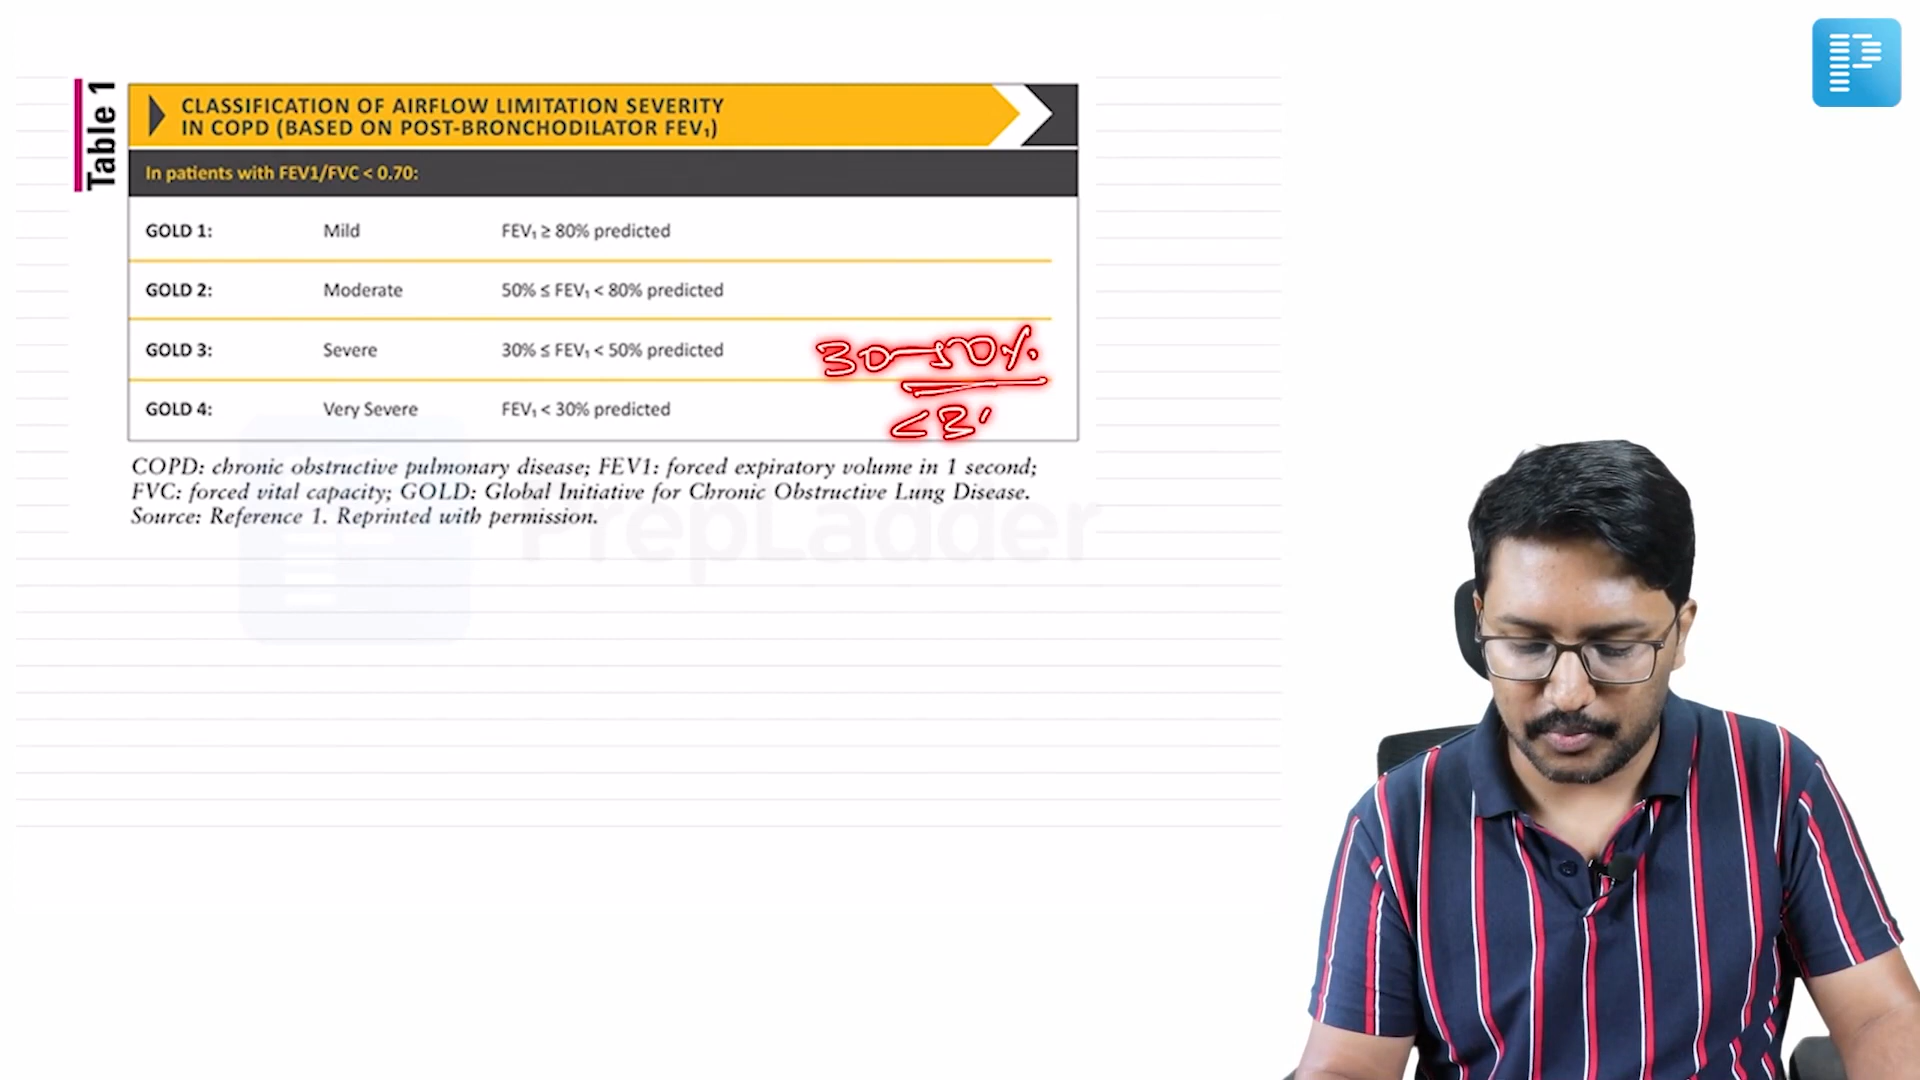 Table 1
CLASSIFICATION OF AIRFLOW LIMITATION SEVERITY
IN COPD (BASED ON POST-BRONCHODILATOR FEV₁)
In patients with FEV1/FVC < 0.70:
GOLD 1: Mild FEV₁ ≥ 80% predicted
GOLD 2: Moderate 50% ≤ FEV₁ < 80% predicted
GOLD 3: Severe 30% ≤ FEV₁ < 50% predicted 30-50%
GOLD 4: Very Severe FEV₁ < 30% predicted <3
COPD: chronic obstructive pulmonary disease; FEV1: forced expiratory volume in 1 second;
FVC: forced vital capacity; GOLD: Global Initiative for Chronic Obstructive Lung Disease.
Source: Reference 1. Reprinted with permission.
PrepLadder